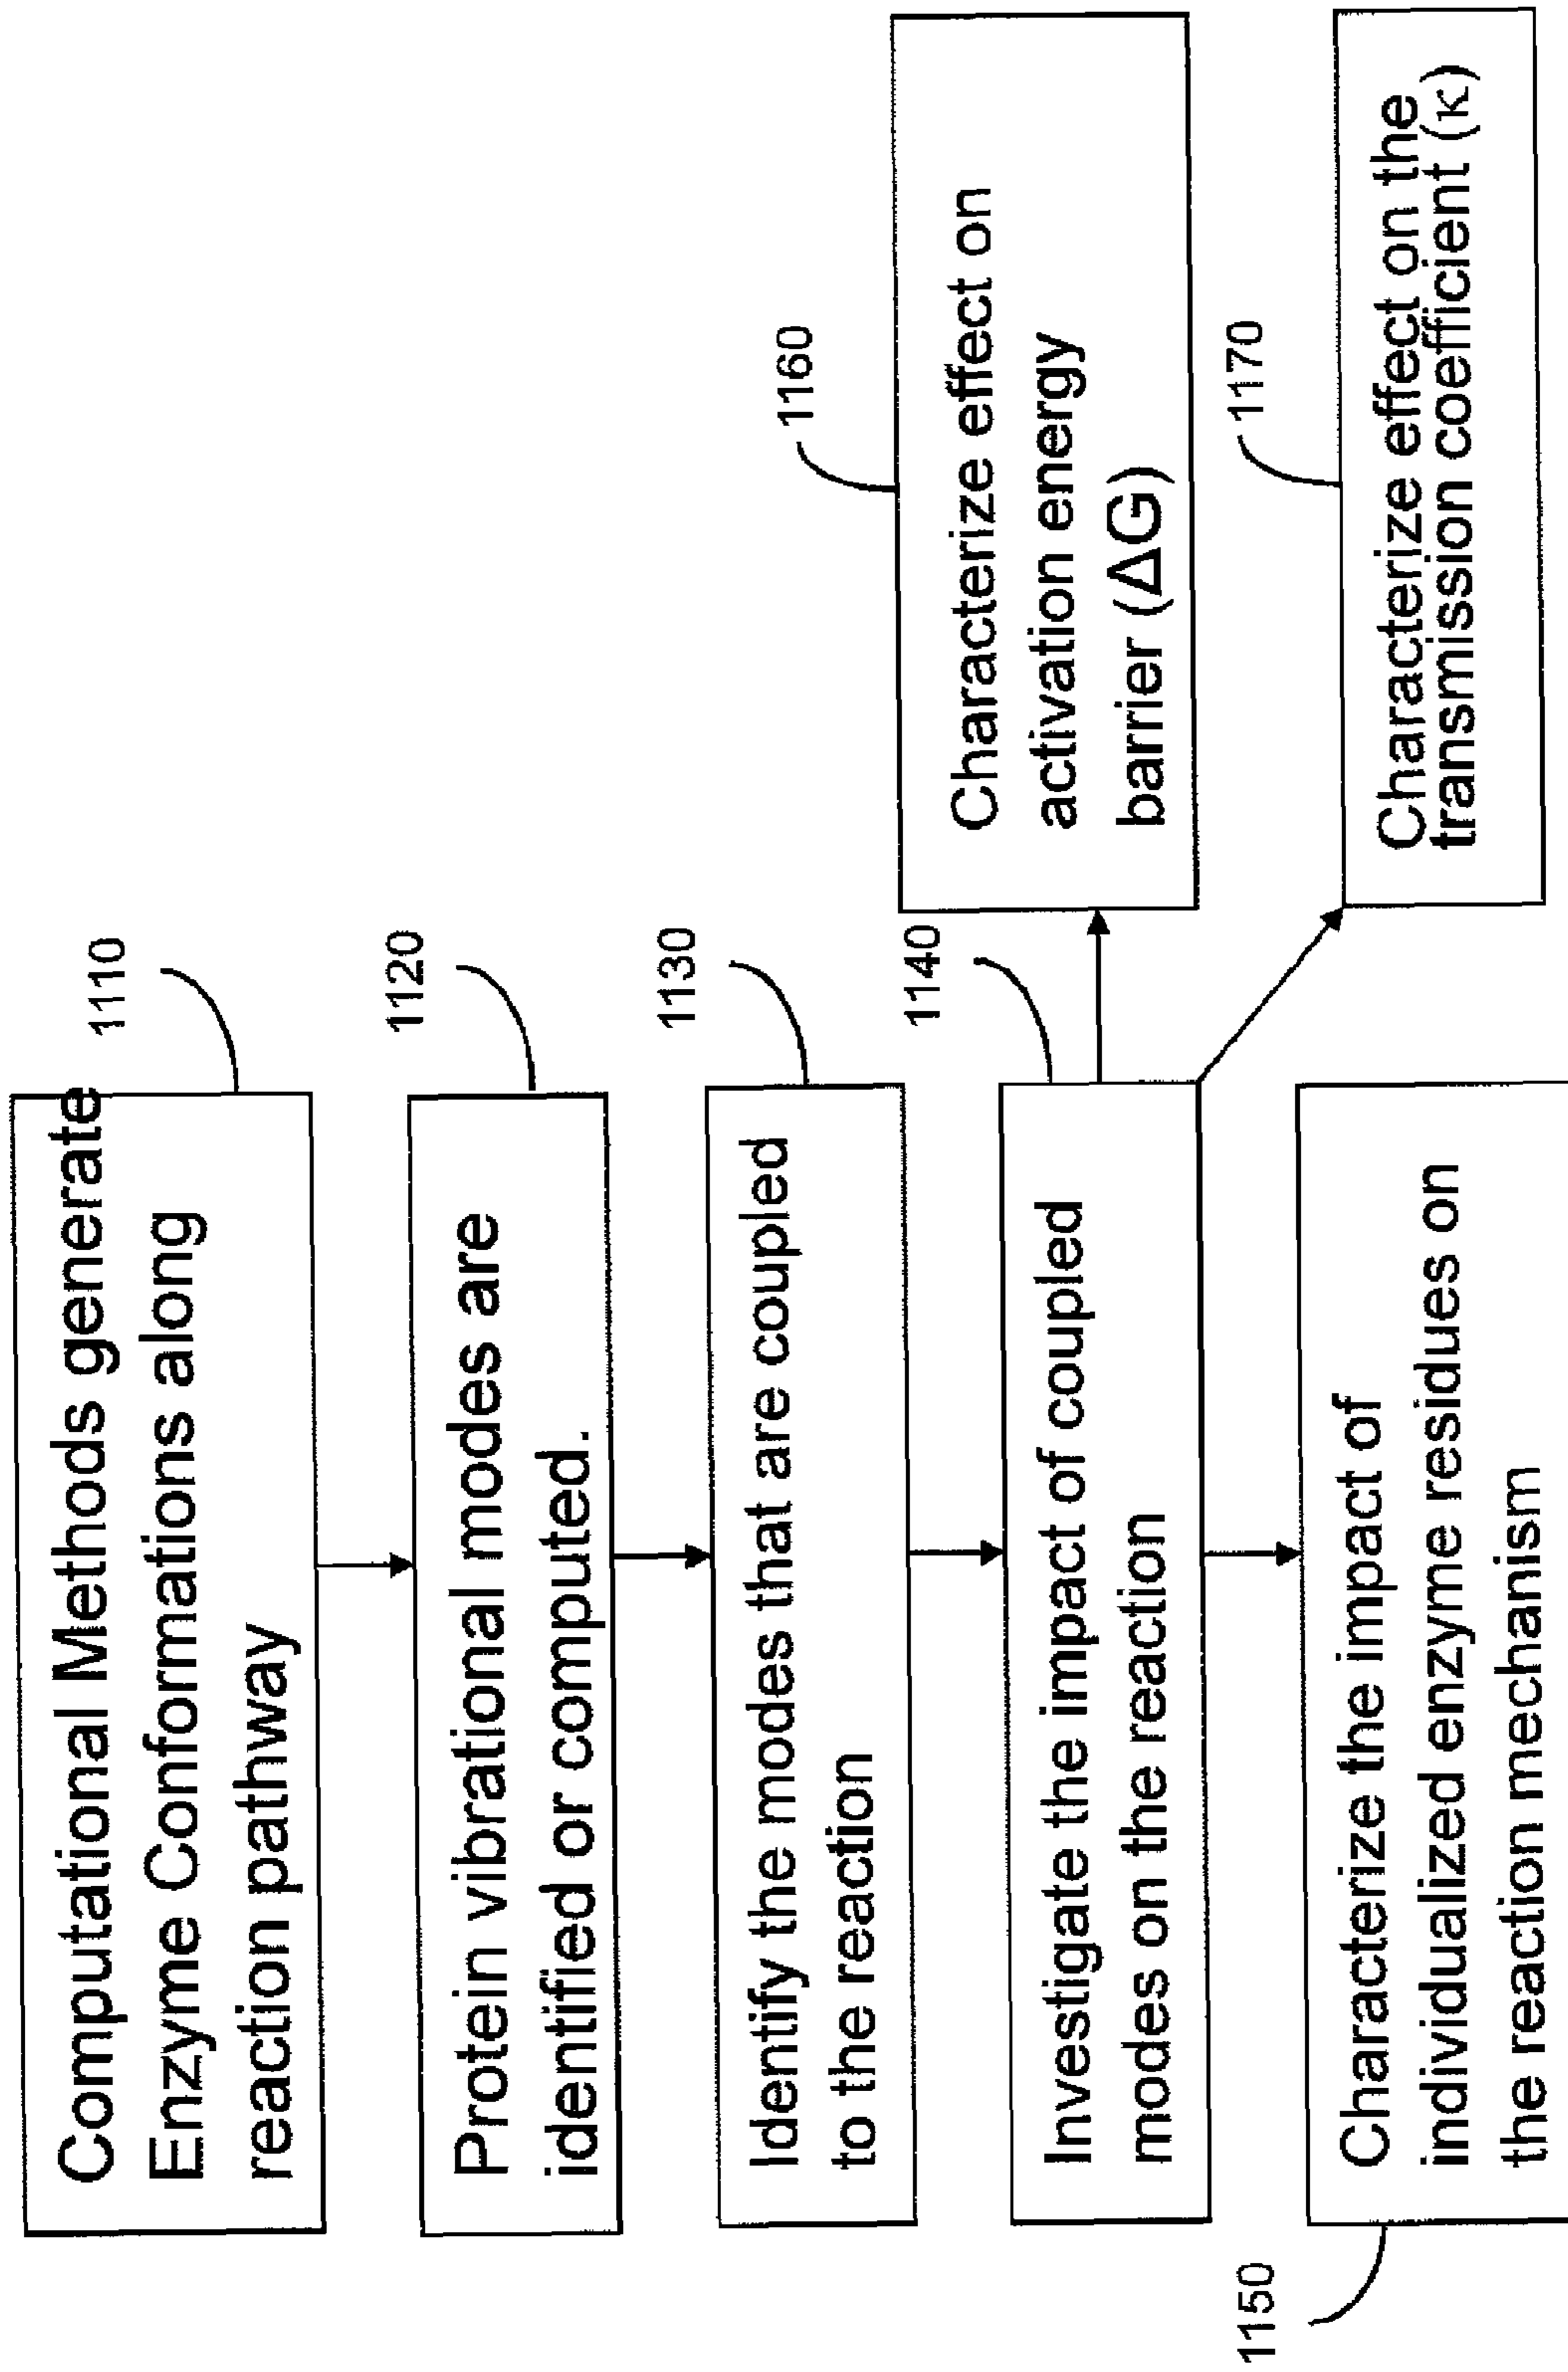 1110
Computational Methods generate
Enzyme Conformations along
reaction pathway
1120
Protein vibrational modes are
identified or computed.
1130
Identify the modes that are coupled
to the reaction
1140
Investigate the impact of coupled
modes on the reaction
1150
Characterize the impact of
individualized enzyme residues on
the reaction mechanism
1160
Characterize effect on
activation energy
barrier (ΔG)
1170
Characterize effect on the
transmission coefficient (κ)